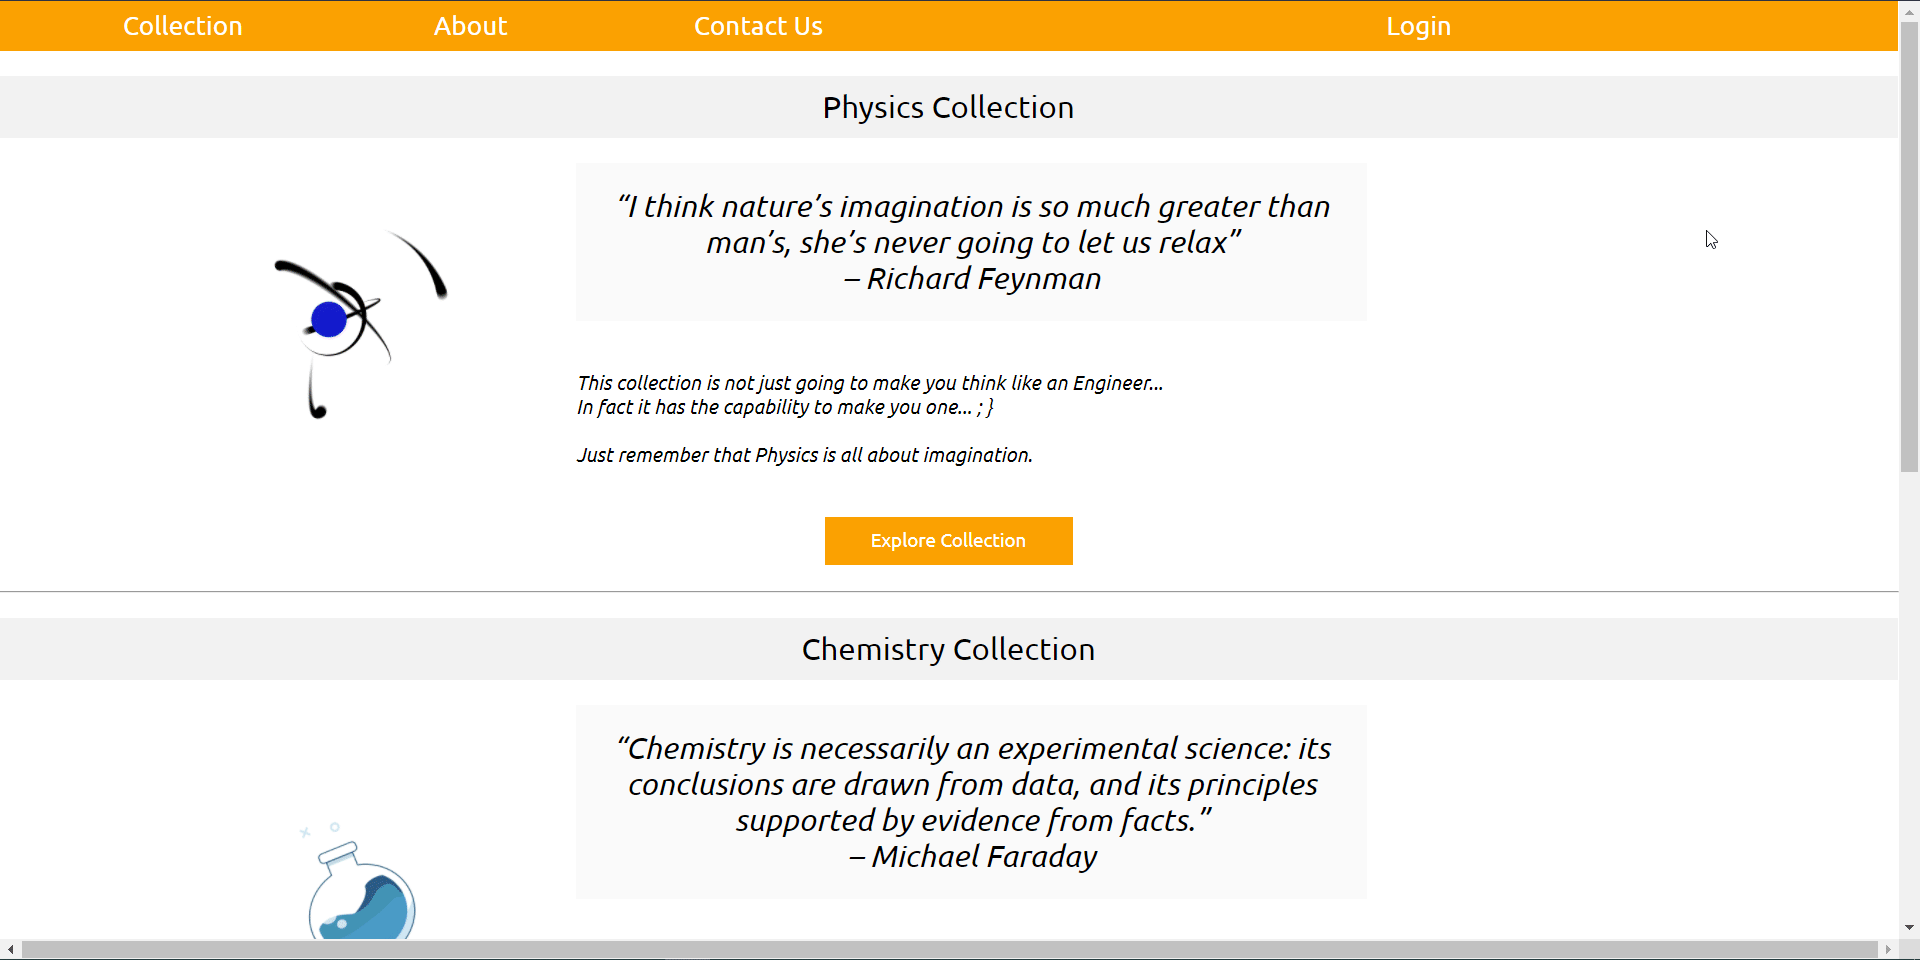 Collection About Contact Us Login
Physics Collection
“I think nature’s imagination is so much greater than
man’s, she’s never going to let us relax”
– Richard Feynman
This collection is not just going to make you think like an Engineer...
In fact it has the capability to make you one... ; }
Just remember that Physics is all about imagination.
Explore Collection
Chemistry Collection
“Chemistry is necessarily an experimental science: its
conclusions are drawn from data, and its principles
supported by evidence from facts.”
– Michael Faraday